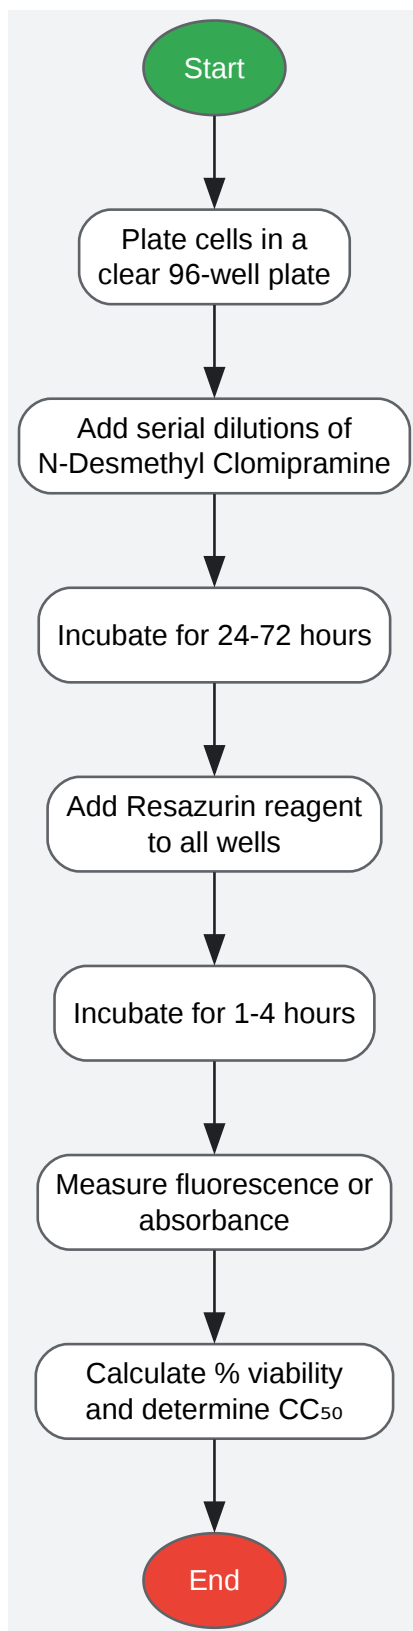 Start
Plate cells in a
clear 96-well plate
Add serial dilutions of
N-Desmethyl Clomipramine
Incubate for 24-72 hours
Add Resazurin reagent
to all wells
Incubate for 1-4 hours
Measure fluorescence or
absorbance
Calculate % viability
and determine CC₅₀
End